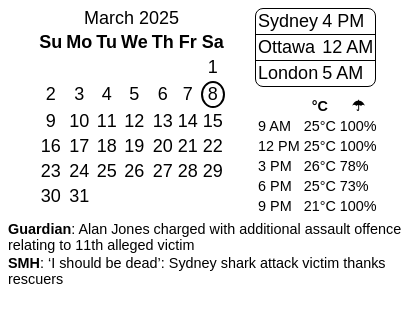 March 2025
Su Mo Tu We Th Fr Sa
1
2 3 4 5 6 7 8
9 10 11 12 13 14 15
16 17 18 19 20 21 22
23 24 25 26 27 28 29
30 31
Sydney 4 PM
Ottawa 12 AM
London 5 AM
°C ☂
9 AM 25°C 100%
12 PM 25°C 100%
3 PM 26°C 78%
6 PM 25°C 73%
9 PM 21°C 100%
Guardian: Alan Jones charged with additional assault offence
relating to 11th alleged victim
SMH: ‘I should be dead’: Sydney shark attack victim thanks
rescuers